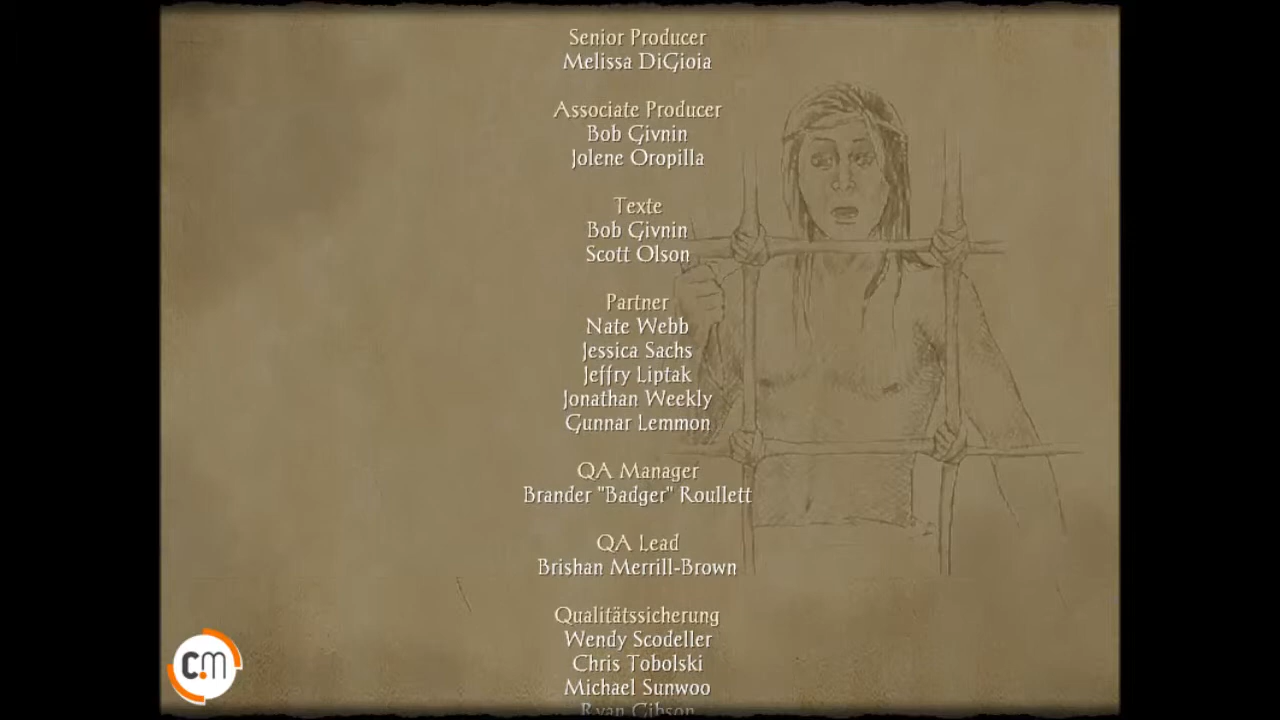 Senior Producer
Melissa DiGioia
Associate Producer
Bob Givnin
Jolene Oropilla
Texte
Bob Givnin
Scott Olson
Partner
Nate Webb
Jessica Sachs
Jeffry Liptak
Jonathan Weekly
Gunnar Lemmon
QA Manager
Brander "Badger" Roullett
QA Lead
Brishan Merrill-Brown
Qualitätssicherung
Wendy Scodeller
Chris Tobolski
Michael Sunwoo
Ryan Gibson
c.m